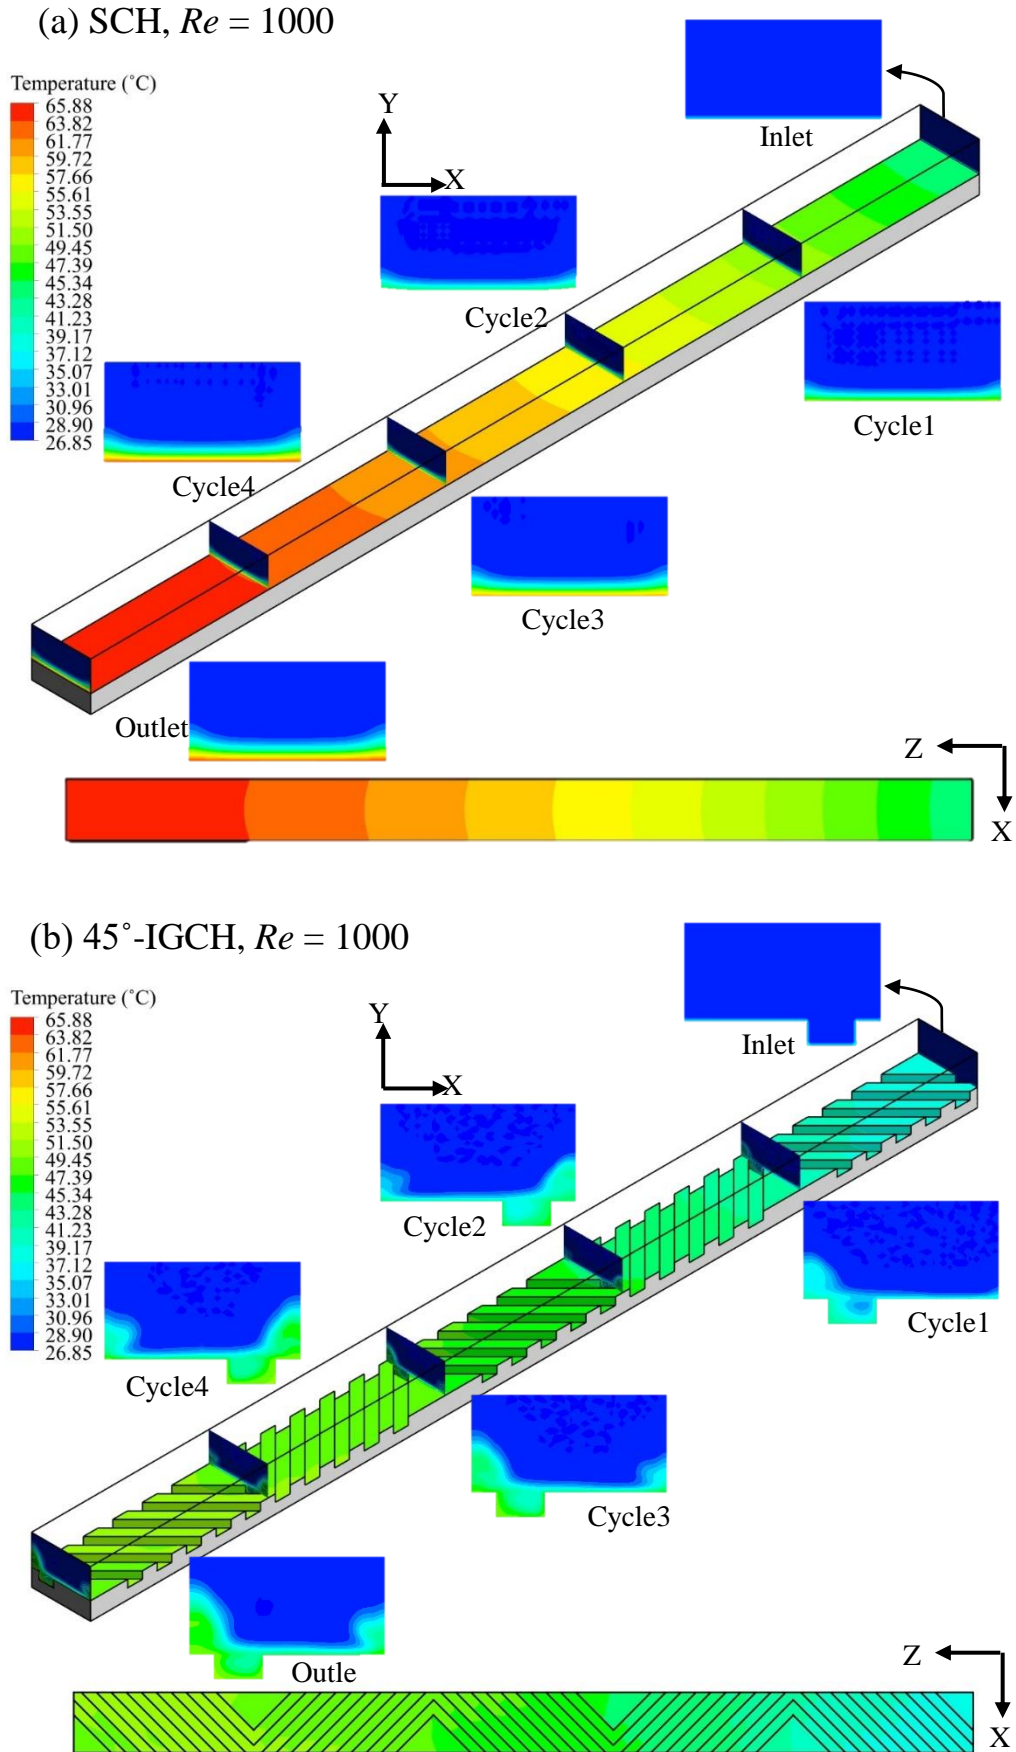 (a) SCH, Re = 1000
Temperature (˚C)
65.88
63.82
61.77
59.72
57.66
55.61
53.55
51.50
49.45
47.39
45.34
43.28
41.23
39.17
37.12
35.07
33.01
30.96
28.90
26.85
Y
X
Inlet
Cycle2
Cycle1
Cycle4
Cycle3
Outlet
Z
X
(b) 45˚-IGCH, Re = 1000
Temperature (˚C)
65.88
63.82
61.77
59.72
57.66
55.61
53.55
51.50
49.45
47.39
45.34
43.28
41.23
39.17
37.12
35.07
33.01
30.96
28.90
26.85
Y
X
Inlet
Cycle2
Cycle1
Cycle4
Cycle3
Outle
Z
X